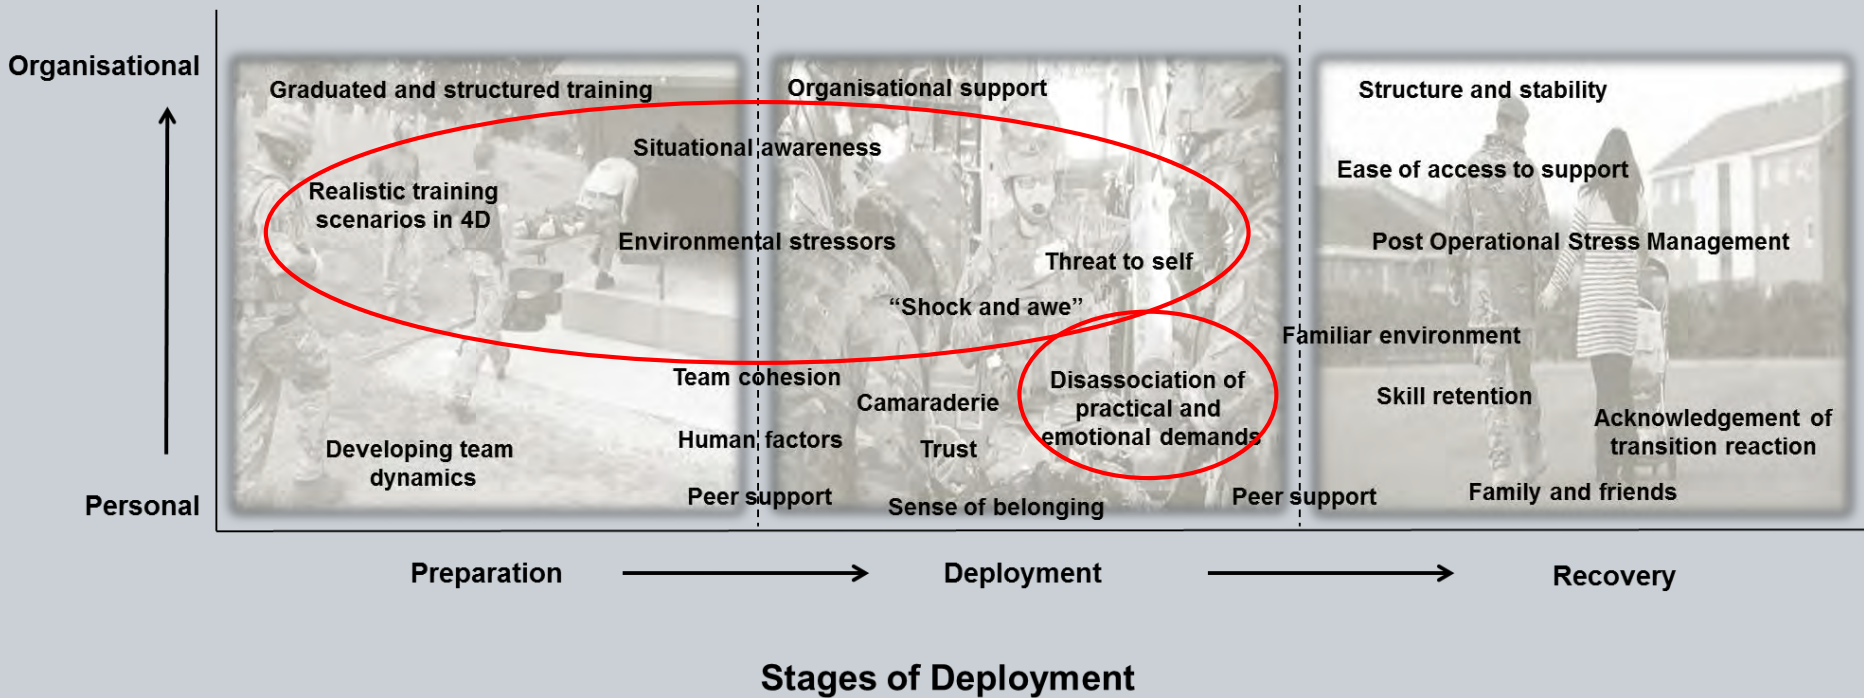 Organisational
Personal
Graduated and structured training
Organisational support
Situational awareness
Realistic training
scenarios in 4D
Environmental stressors
Threat to self
“Shock and awe”
Team cohesion
Camaraderie
Disassociation of
practical and
emotional demands
Human factors
Trust
Developing team
dynamics
Peer support
Sense of belonging
Peer support
Structure and stability
Ease of access to support
Post Operational Stress Management
Familiar environment
Skill retention
Acknowledgement of
transition reaction
Family and friends
Preparation
Deployment
Recovery
Stages of Deployment